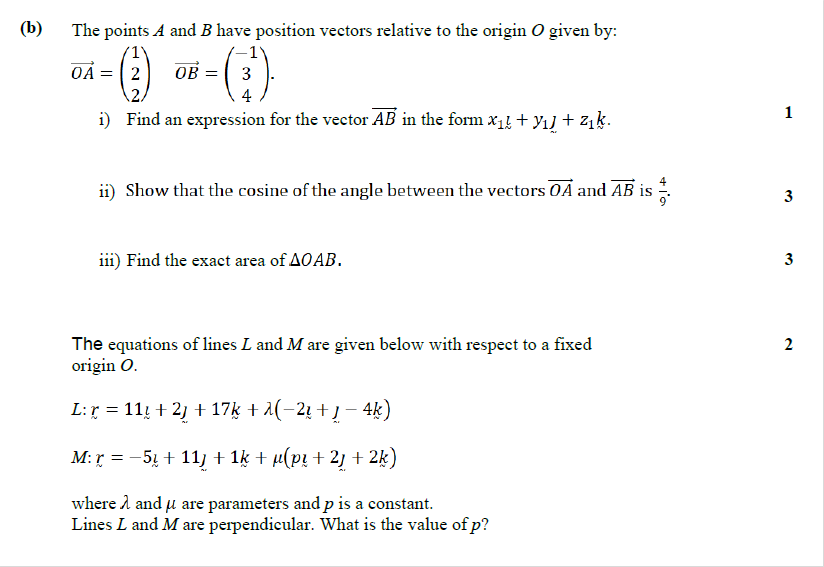 (b) The points A and B have position vectors relative to the origin O given by:
$\overrightarrow{OA} = \begin{pmatrix} 1 \\ 2 \\ 2 \end{pmatrix}$ $\overrightarrow{OB} = \begin{pmatrix} -1 \\ 3 \\ 4 \end{pmatrix}$.
i) Find an expression for the vector $\overrightarrow{AB}$ in the form $x_1\underset{\sim}{i} + y_1\underset{\sim}{j} + z_1\underset{\sim}{k}$. 1
ii) Show that the cosine of the angle between the vectors $\overrightarrow{OA}$ and $\overrightarrow{AB}$ is $\frac{4}{9}$. 3
iii) Find the exact area of ΔOAB. 3
The equations of lines L and M are given below with respect to a fixed 2
origin O.
$L: \underset{\sim}{r} = 11\underset{\sim}{i} + 2\underset{\sim}{j} + 17\underset{\sim}{k} + \lambda(-2\underset{\sim}{i} + \underset{\sim}{j} - 4\underset{\sim}{k})$
$M: \underset{\sim}{r} = -5\underset{\sim}{i} + 11\underset{\sim}{j} + 1\underset{\sim}{k} + \mu(p\underset{\sim}{i} + 2\underset{\sim}{j} + 2\underset{\sim}{k})$
where λ and μ are parameters and p is a constant.
Lines L and M are perpendicular. What is the value of p?